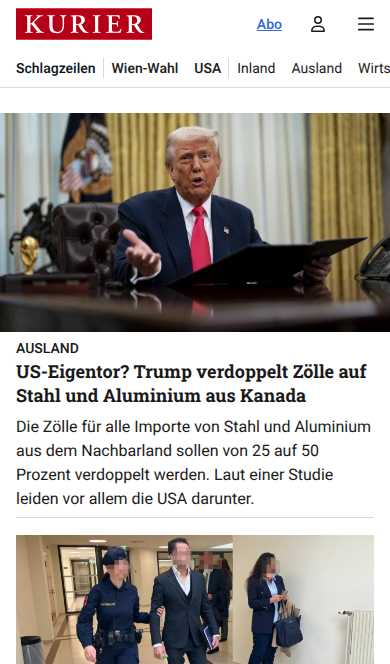 KURIER
Abo
Schlagzeilen Wien-Wahl USA Inland Ausland Wirts
AUSLAND
US-Eigentor? Trump verdoppelt Zölle auf
Stahl und Aluminium aus Kanada
Die Zölle für alle Importe von Stahl und Aluminium
aus dem Nachbarland sollen von 25 auf 50
Prozent verdoppelt werden. Laut einer Studie
leiden vor allem die USA darunter.